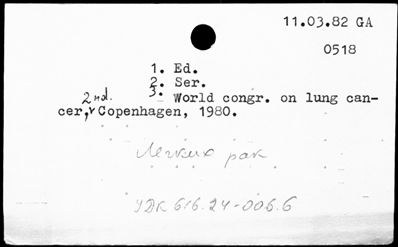 11.03.82 GA
0518
1. Ed.
2. Ser.
3. World congr. on lung can-
cer, 2nd. Copenhagen, 1980.
Легких рак
УДК 616.24-006.6